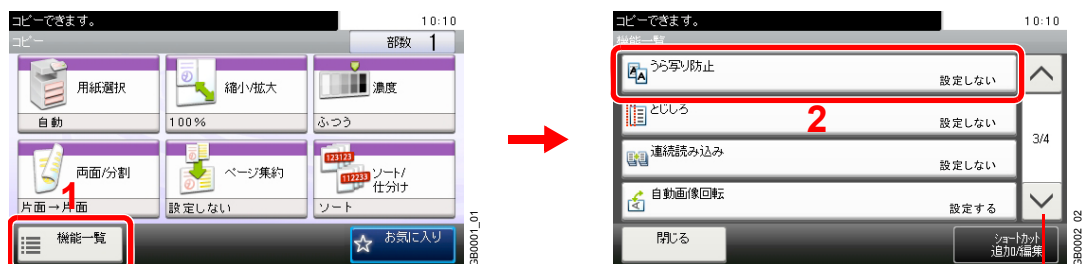 コピーできます。
10:10
コピー
部数 1
用紙選択
自動
縮小/拡大
100%
濃度
ふつう
両面/分割
片面→片面
ページ集約
設定しない
123123
112233
ソート/
仕分け
ソート
1
機能一覧
お気に入り
GB0001_01
コピーできます。
10:10
機能一覧
うら写り防止
設定しない
とじしろ
設定しない
2
連続読み込み
設定しない
3/4
自動画像回転
設定する
閉じる
ショートカット
追加/編集
GB0002_02